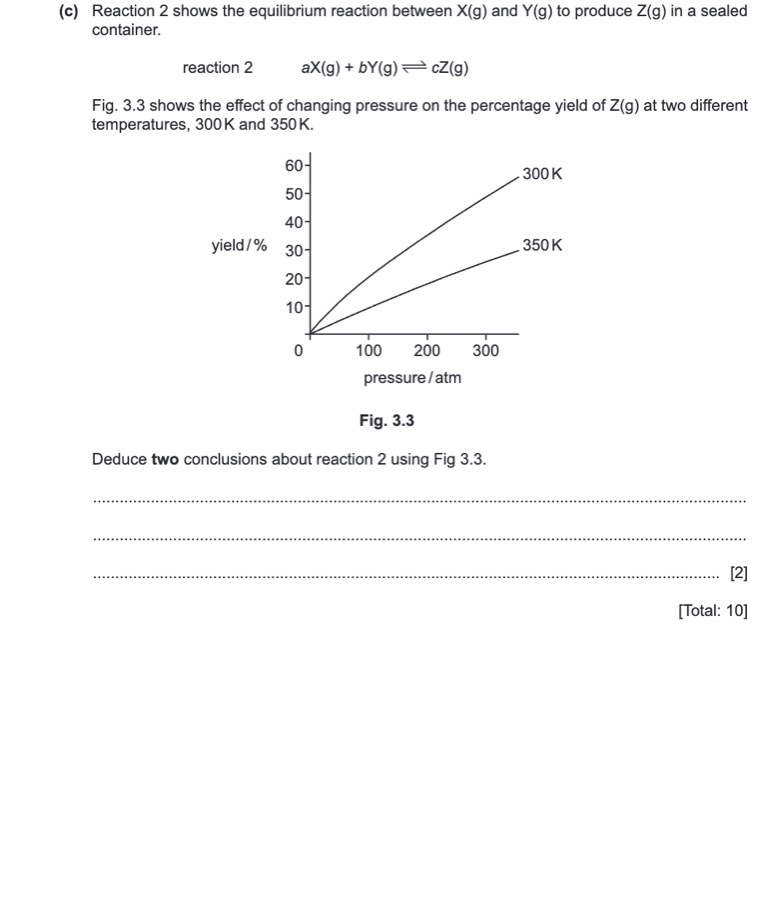 (c) Reaction 2 shows the equilibrium reaction between X(g) and Y(g) to produce Z(g) in a sealed
container.
reaction 2 aX(g) + bY(g) ⇌ cZ(g)
Fig. 3.3 shows the effect of changing pressure on the percentage yield of Z(g) at two different
temperatures, 300 K and 350 K.
60
300 K
50
40
yield / % 30
350 K
20
10
0 100 200 300
pressure / atm
Fig. 3.3
Deduce two conclusions about reaction 2 using Fig 3.3.
..........................................................................................
..........................................................................................
.......................................................................................... [2]
[Total: 10]